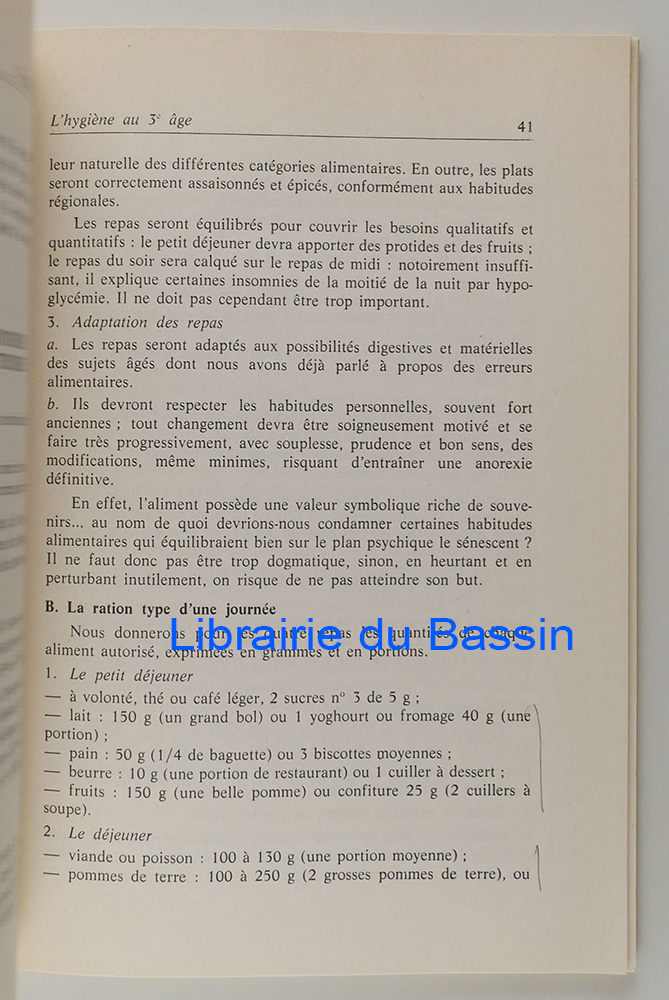 L'hygiène au 3e âge
41
leur naturelle des différentes catégories alimentaires. En outre, les plats
seront correctement assaisonnés et épicés, conformément aux habitudes
régionales.
Les repas seront équilibrés pour couvrir les besoins qualitatifs et
quantitatifs : le petit déjeuner devra apporter des protides et des fruits ;
le repas du soir sera calqué sur le repas de midi : notoirement insuffi-
sant, il explique certaines insomnies de la moitié de la nuit par hypo-
glycémie. Il ne doit pas cependant être trop important.
3. Adaptation des repas
a. Les repas seront adaptés aux possibilités digestives et matérielles
des sujets âgés dont nous avons déjà parlé à propos des erreurs
alimentaires.
b. Ils devront respecter les habitudes personnelles, souvent fort
anciennes ; tout changement devra être soigneusement motivé et se
faire très progressivement, avec souplesse, prudence et bon sens, des
modifications, même minimes, risquant d'entraîner une anorexie
définitive.
En effet, l'aliment possède une valeur symbolique riche de souve-
nirs... au nom de quoi devrions-nous condamner certaines habitudes
alimentaires qui équilibraient bien sur le plan psychique le sénescent ?
Il ne faut donc pas être trop dogmatique, sinon, en heurtant et en
perturbant inutilement, on risque de ne pas atteindre son but.
B. La ration type d'une journée
Nous donnerons pour les quatre repas les quantités de chaque
Librairie du Bassin
aliment autorisé, exprimées en grammes et en portions.
1. Le petit déjeuner
— à volonté, thé ou café léger, 2 sucres n° 3 de 5 g ;
— lait : 150 g (un grand bol) ou 1 yoghourt ou fromage 40 g (une
portion) ;
— pain : 50 g (1/4 de baguette) ou 3 biscottes moyennes ;
— beurre : 10 g (une portion de restaurant) ou 1 cuiller à dessert ;
— fruits : 150 g (une belle pomme) ou confiture 25 g (2 cuillers à
soupe).
2. Le déjeuner
— viande ou poisson : 100 à 130 g (une portion moyenne) ;
— pommes de terre : 100 à 250 g (2 grosses pommes de terre), ou